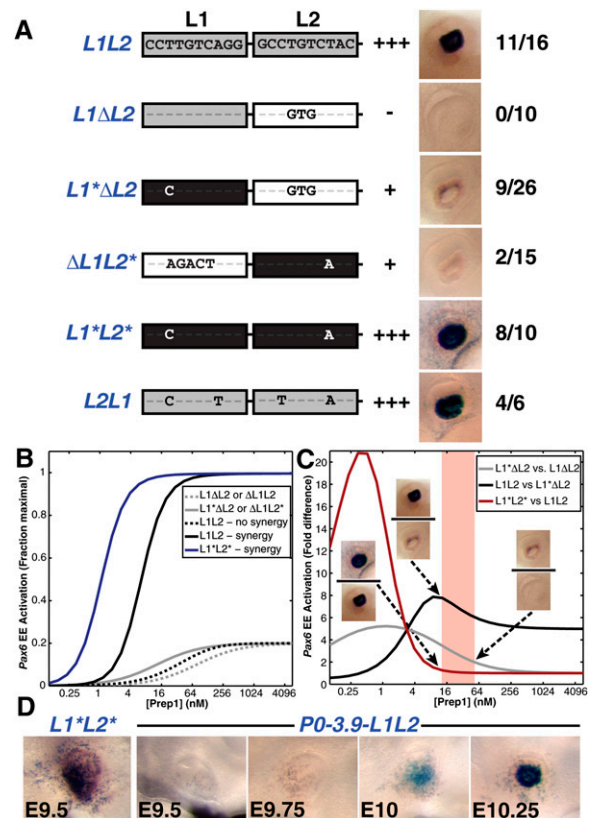 A
L1 L2
L1L2 CCTTGTCAGG GCCTGTCTAC +++ 11/16
L1ΔL2 GTG - 0/10
L1*ΔL2 C GTG + 9/26
ΔL1L2* AGACT A + 2/15
L1*L2* C A +++ 8/10
L2L1 C T T A +++ 4/6
B
Pax6 EE Activation (Fraction maximal)
1
0.8
0.6
0.4
0.2
0
L1ΔL2 or ΔL1L2
L1*ΔL2 or ΔL1L2*
L1L2 – no synergy
L1L2 – synergy
L1*L2* – synergy
0.25 1 4 16 64 256 1024 4096
[Prep1] (nM)
C
Pax6 EE Activation (Fold difference)
20
18
16
14
12
10
8
6
4
2
0
L1*ΔL2 vs. L1ΔL2
L1L2 vs L1*ΔL2
L1*L2* vs L1L2
0.25 1 4 16 64 256 1024 4096
[Prep1] (nM)
D
L1*L2* P0-3.9-L1L2
E9.5 E9.5 E9.75 E10 E10.25